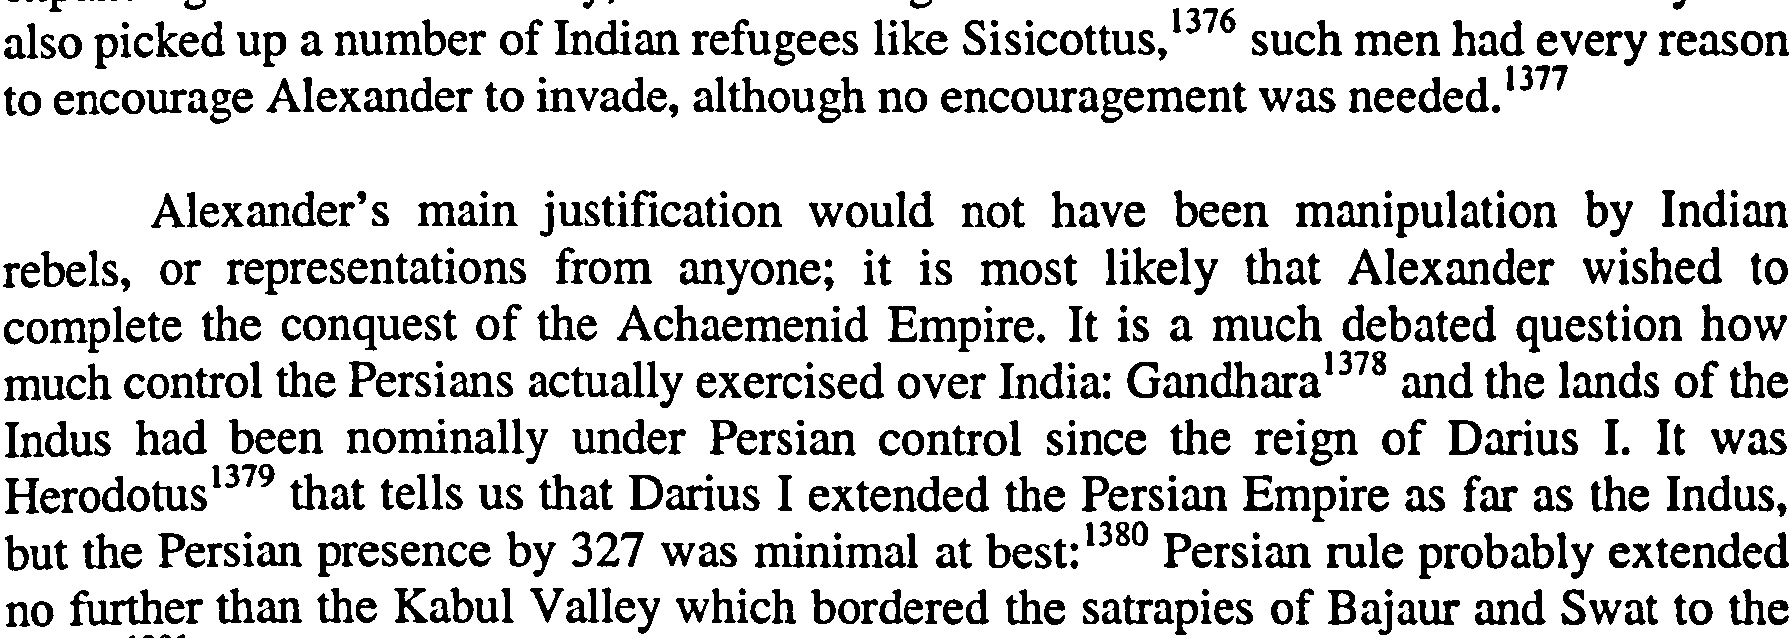 also picked up a number of Indian refugees like Sisicottus,1376 such men had every reason
to encourage Alexander to invade, although no encouragement was needed.1377
Alexander's main justification would not have been manipulation by Indian
rebels, or representations from anyone; it is most likely that Alexander wished to
complete the conquest of the Achaemenid Empire. It is a much debated question how
much control the Persians actually exercised over India: Gandhara1378 and the lands of the
Indus had been nominally under Persian control since the reign of Darius I. It was
Herodotus1379 that tells us that Darius I extended the Persian Empire as far as the Indus,
but the Persian presence by 327 was minimal at best:1380 Persian rule probably extended
no further than the Kabul Valley which bordered the satrapies of Bajaur and Swat to the